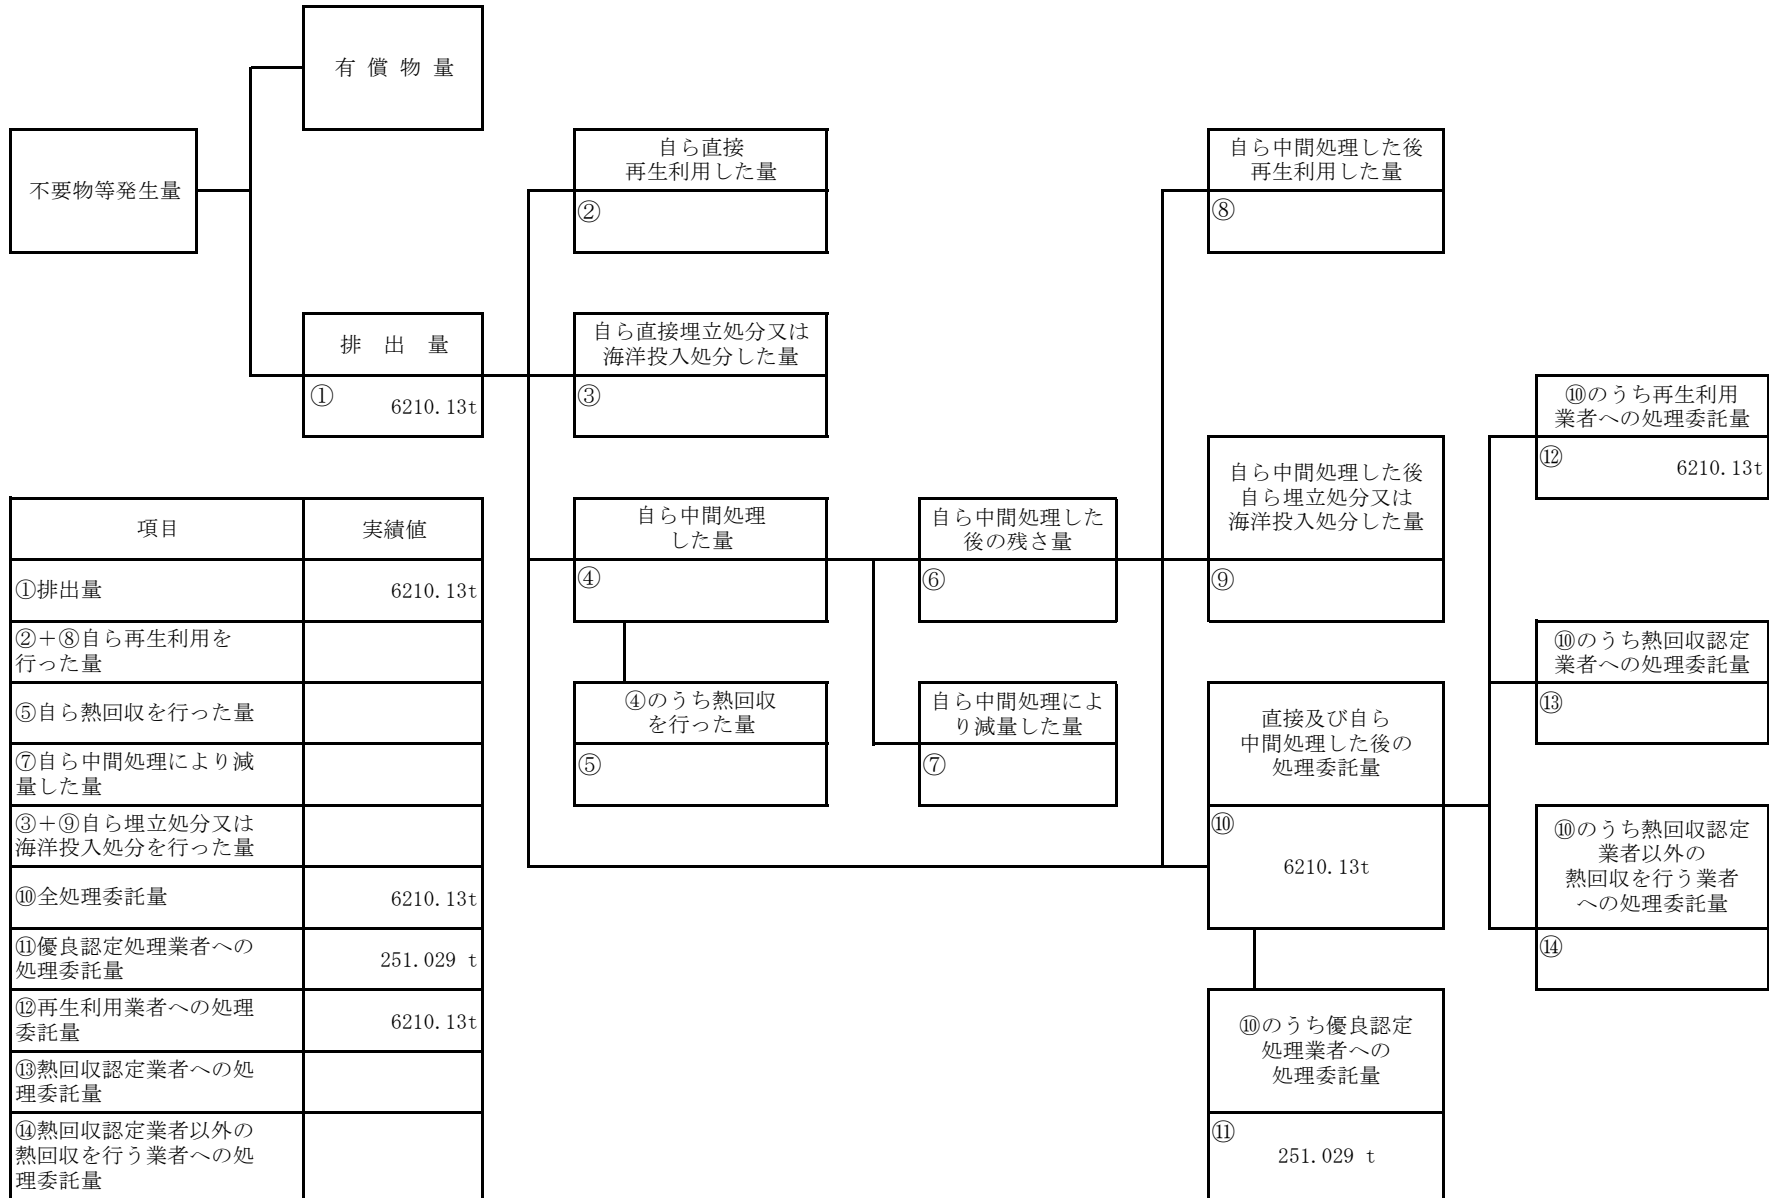 有 償 物 量
不要物等発生量
自ら直接
再生利用した量
②
自ら中間処理した後
再生利用した量
⑧
排 出 量
①
6210.13t
自ら直接埋立処分又は
海洋投入処分した量
③
⑩のうち再生利用
業者への処理委託量
⑫
6210.13t
自ら中間処理
した量
④
自ら中間処理した
後の残さ量
⑥
自ら中間処理した後
自ら埋立処分又は
海洋投入処分した量
⑨
④のうち熱回収
を行った量
⑤
自ら中間処理によ
り減量した量
⑦
直接及び自ら
中間処理した後の
処理委託量
⑩
6210.13t
⑩のうち熱回収認定
業者への処理委託量
⑬
⑩のうち熱回収認定
業者以外の
熱回収を行う業者
への処理委託量
⑭
⑩のうち優良認定
処理業者への
処理委託量
⑪
251.029 t
項目 実績値
①排出量 6210.13t
②＋⑧自ら再生利用を
行った量
⑤自ら熱回収を行った量
⑦自ら中間処理により減
量した量
③＋⑨自ら埋立処分又は
海洋投入処分を行った量
⑩全処理委託量 6210.13t
⑪優良認定処理業者への
処理委託量 251.029 t
⑫再生利用業者への処理
委託量 6210.13t
⑬熱回収認定業者への処
理委託量
⑭熱回収認定業者以外の
熱回収を行う業者への処
理委託量